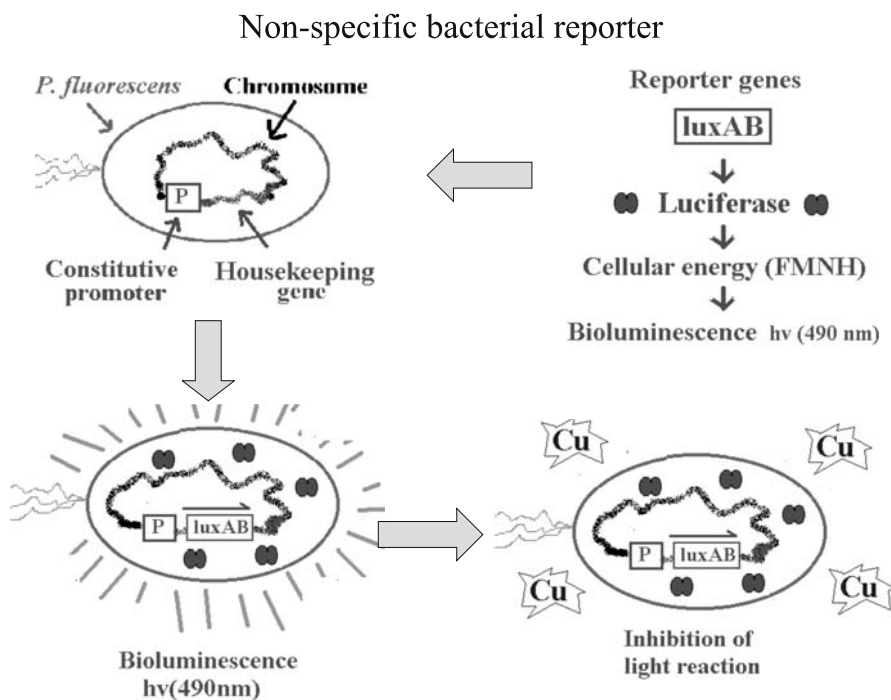 Non-specific bacterial reporter
P. fluorescens
Chromosome
P
Constitutive
promoter
Housekeeping
gene
Reporter genes
luxAB
Luciferase
Cellular energy (FMNH)
Bioluminescence hv (490 nm)
P
luxAB
Bioluminescence
hv(490nm)
Cu
Cu
P
luxAB
Cu
Cu
Inhibition of
light reaction